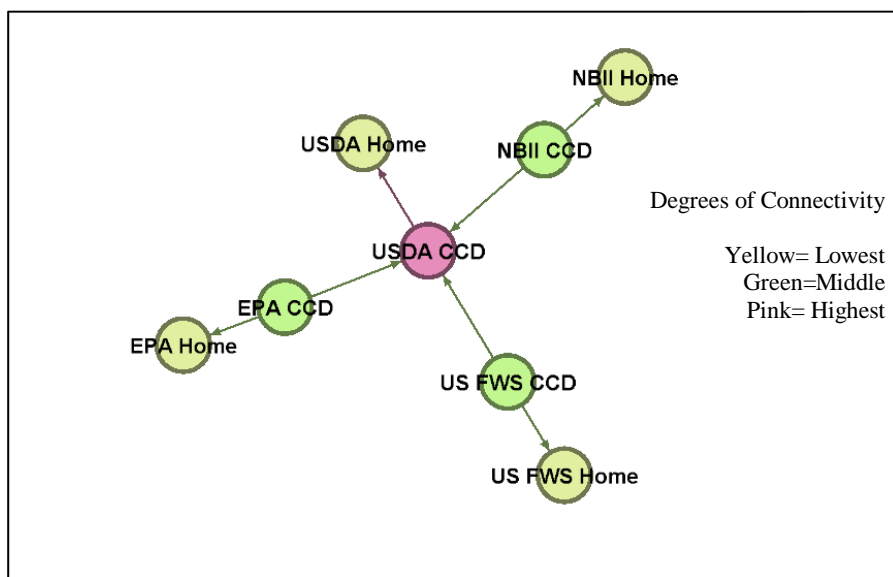 NBII Home
USDA Home
NBII CCD
Degrees of Connectivity
USDA CCD
Yellow= Lowest
Green=Middle
Pink= Highest
EPA CCD
EPA Home
US FWS CCD
US FWS Home